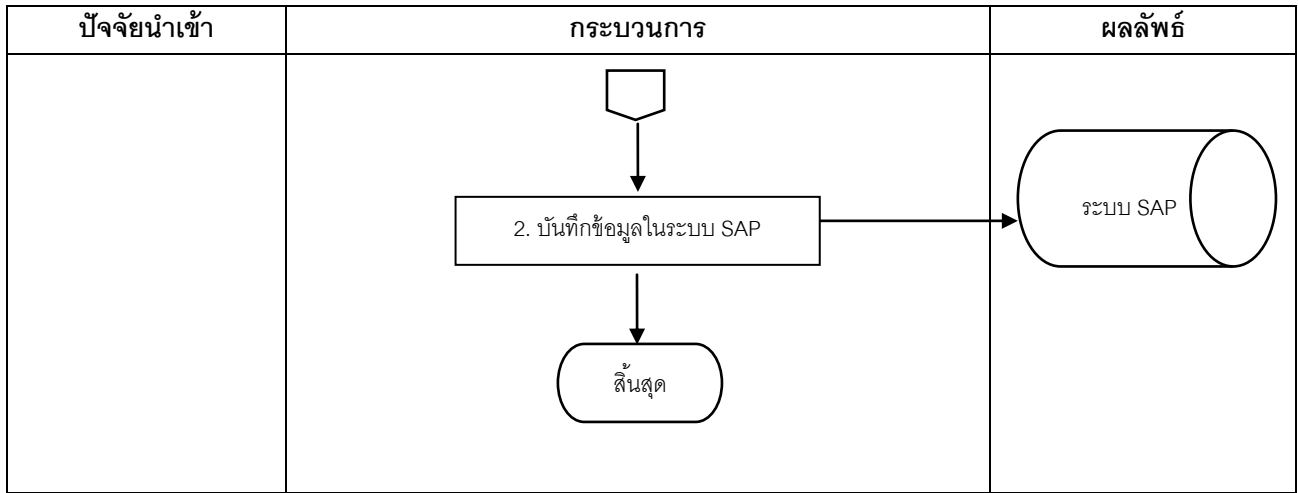 ปัจจัยนำเข้า
กระบวนการ
ผลลัพธ์
2. บันทึกข้อมูลในระบบ SAP
ระบบ SAP
สิ้นสุด